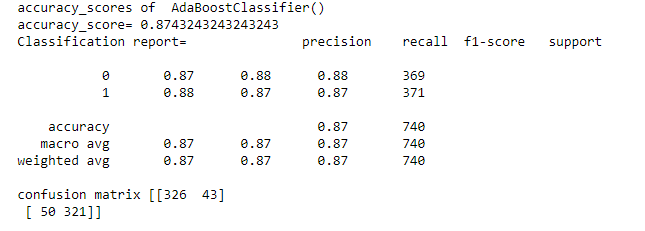 accuracy_scores of  AdaBoostClassifier()
accuracy_score= 0.8743243243243243
Classification report=               precision    recall  f1-score   support
           0       0.87      0.88      0.88       369
           1       0.88      0.87      0.87       371
    accuracy                           0.87       740
   macro avg       0.87      0.87      0.87       740
weighted avg       0.87      0.87      0.87       740
confusion matrix [[326  43]
 [ 50 321]]